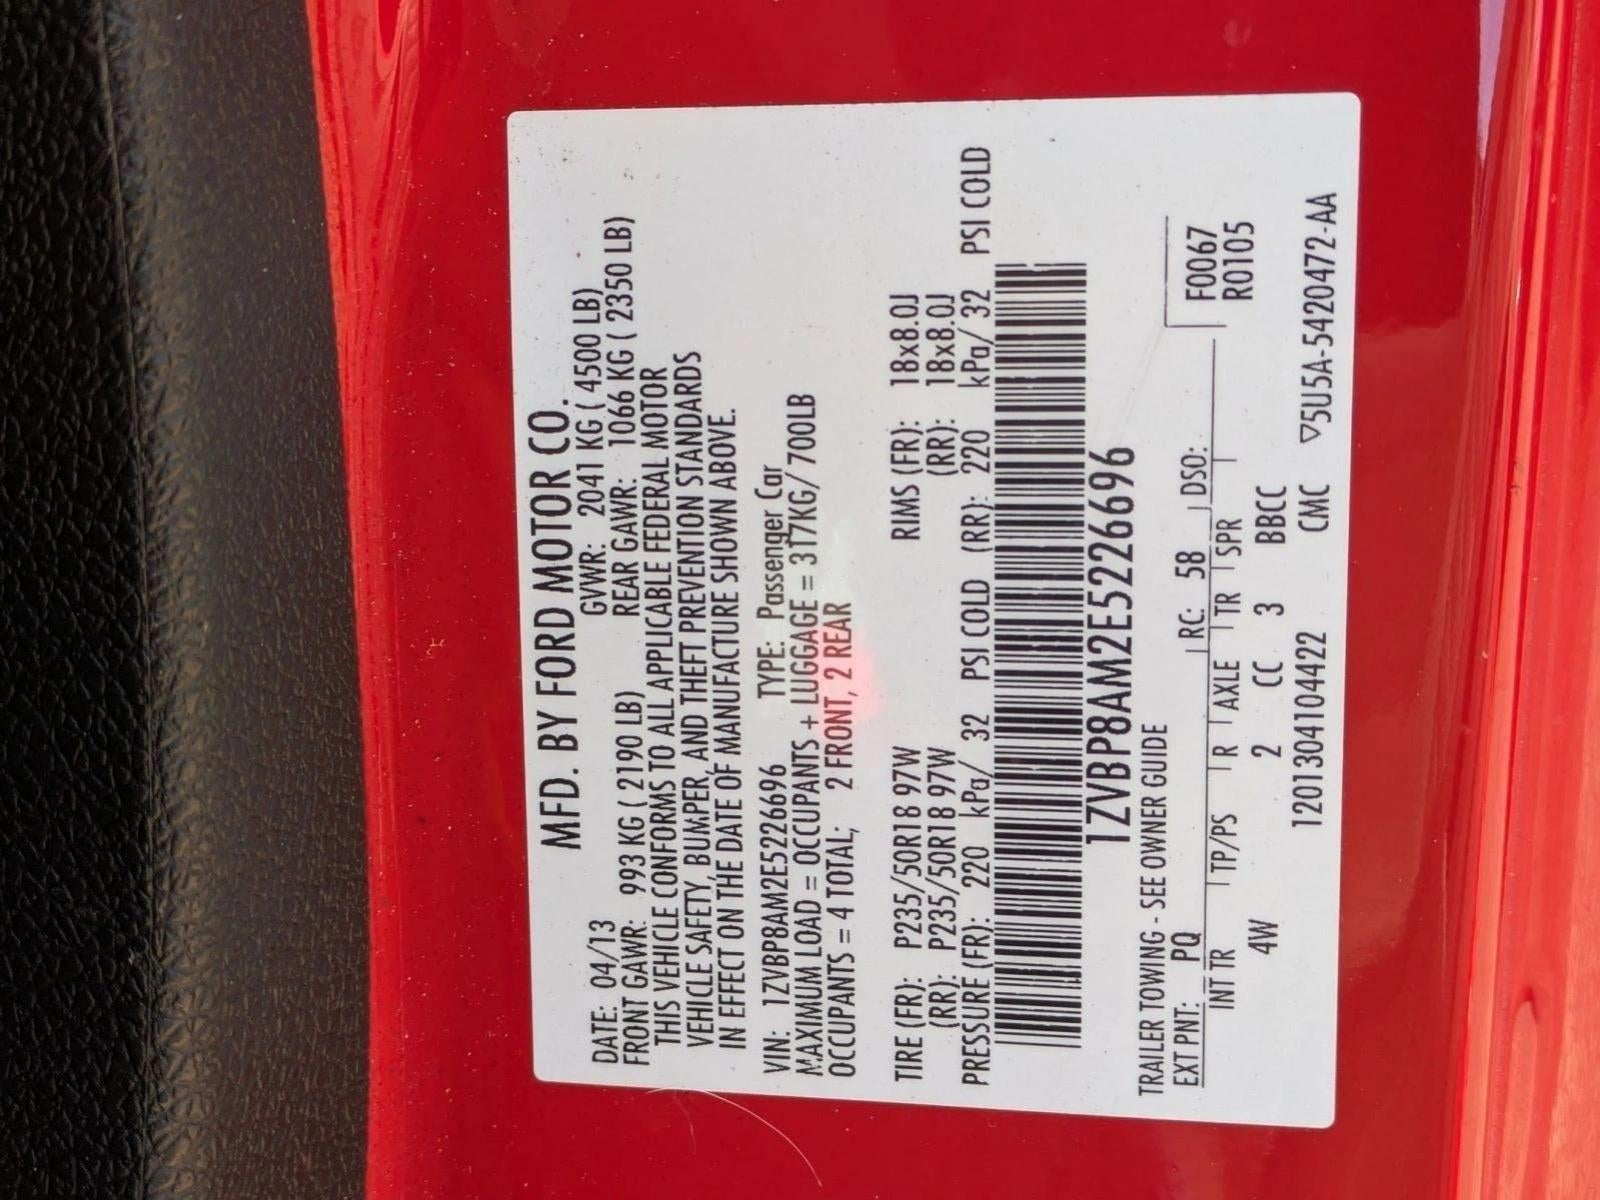 MFD. BY FORD MOTOR CO.
DATE: 04/13 GVWR: 2041 KG ( 4500 LB)
FRONT GAWR: 993 KG ( 2190 LB) REAR GAWR: 1066 KG ( 2350 LB)
THIS VEHICLE CONFORMS TO ALL APPLICABLE FEDERAL MOTOR
VEHICLE SAFETY, BUMPER, AND THEFT PREVENTION STANDARDS
IN EFFECT ON THE DATE OF MANUFACTURE SHOWN ABOVE.
VIN: 1ZVBP8AM2E5226696 TYPE: Passenger Car
MAXIMUM LOAD = OCCUPANTS + LUGGAGE = 317KG/700LB
OCCUPANTS = 4 TOTAL; 2 FRONT, 2 REAR
TIRE (FR): P235/50R18 97W RIMS (FR): 18x8.0J
(RR): P235/50R18 97W (RR): 18x8.0J
PRESSURE (FR): 220 kPa/ 32 PSI COLD (RR): 220 kPa/ 32 PSI COLD
1ZVBP8AM2E5226696
TRAILER TOWING - SEE OWNER GUIDE
EXT PNT: PQ RC: 58 DSO: F0067
INT TR TP/PS R AXLE TR SPR R0105
4W 2 CC 3 BBCC
1201304104422 CMC ▽5U5A-5420472-AA